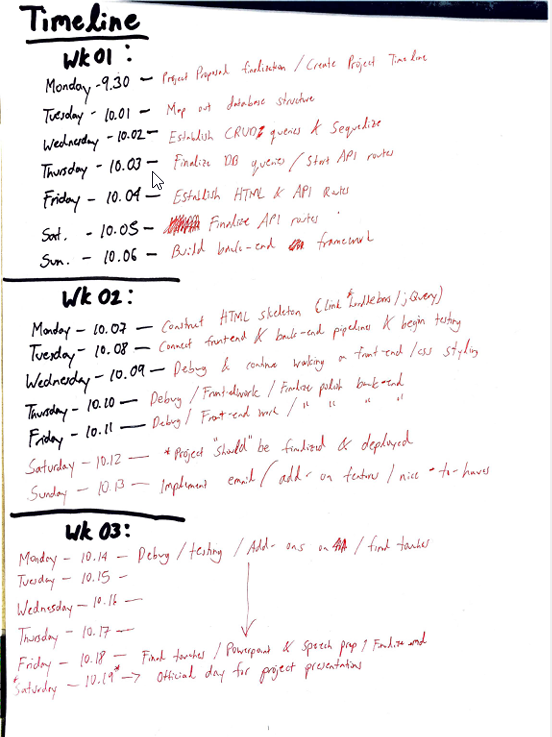 Timeline
Wk 01:
Monday - 9.30 - Project Proposal finalization / Create Project Timeline
Tuesday - 10.01 - Map out database structure
Wednesday - 10.02 - Establish CRUD queries & Sequelize
Thursday - 10.03 - Finalize DB queries / Start API routes
Friday - 10.04 - Establish HTML & API Routes
Sat. - 10.05 - Finalize API routes
Sun. - 10.06 - Build back-end framework
Wk 02:
Monday - 10.07 - Construct HTML skeleton (Link *handlebars / jQuery)
Tuesday - 10.08 - Connect front-end & back-end pipelines & begin testing
Wednesday - 10.09 - Debug & continue working on front-end / css styling
Thursday - 10.10 - Debug / Front-end work / Finalize polish back-end
Friday - 10.11 - Debug / Front-end work / " " " "
Saturday - 10.12 - *Project "should" be finalized & deployed
Sunday - 10.13 - Implement email / add-on features / nice-to-haves
Wk 03:
Monday - 10.14 - Debug / testing / Add-ons / final touches
Tuesday - 10.15 -
Wednesday - 10.16 -
Thursday - 10.17 -
Friday - 10.18 - Final touches / Powerpoint & Speech prep / Finalize
*Saturday - 10.19* -> Official day for project presentations